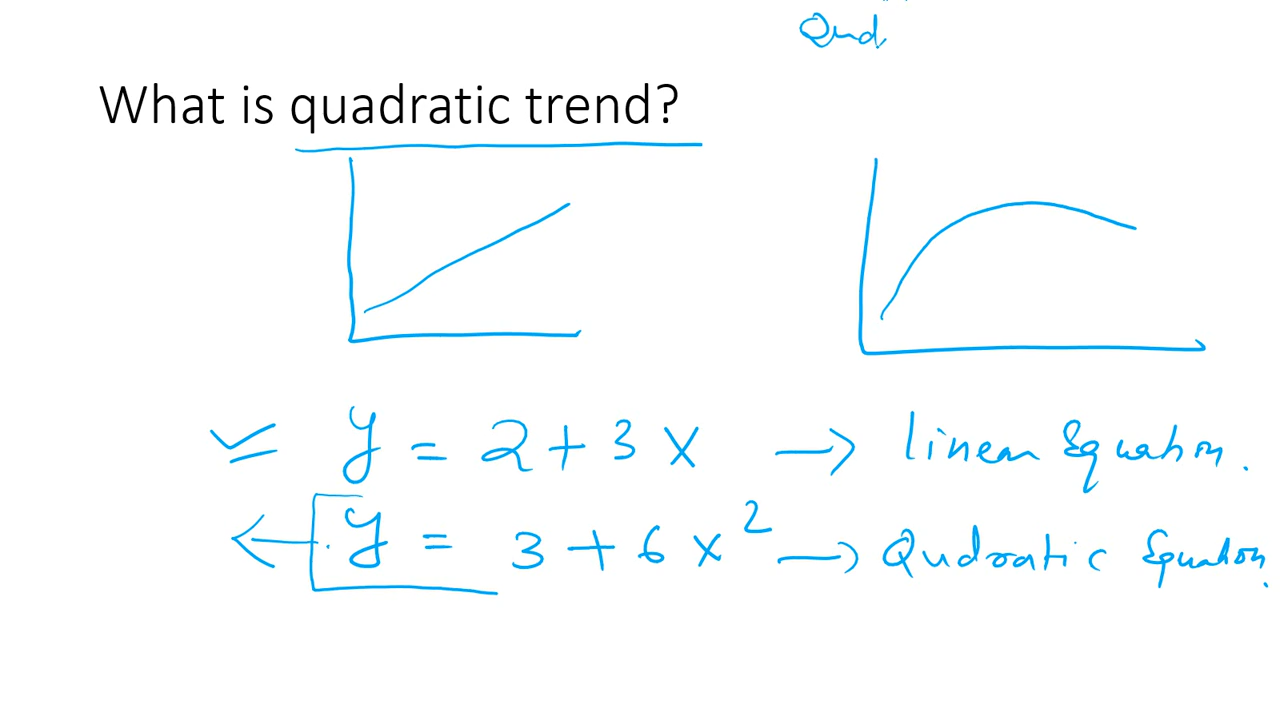 Qud
What is quadratic trend?
y = 2 + 3 x → linear Equation.
y = 3 + 6 x² → Qudratic Equation.